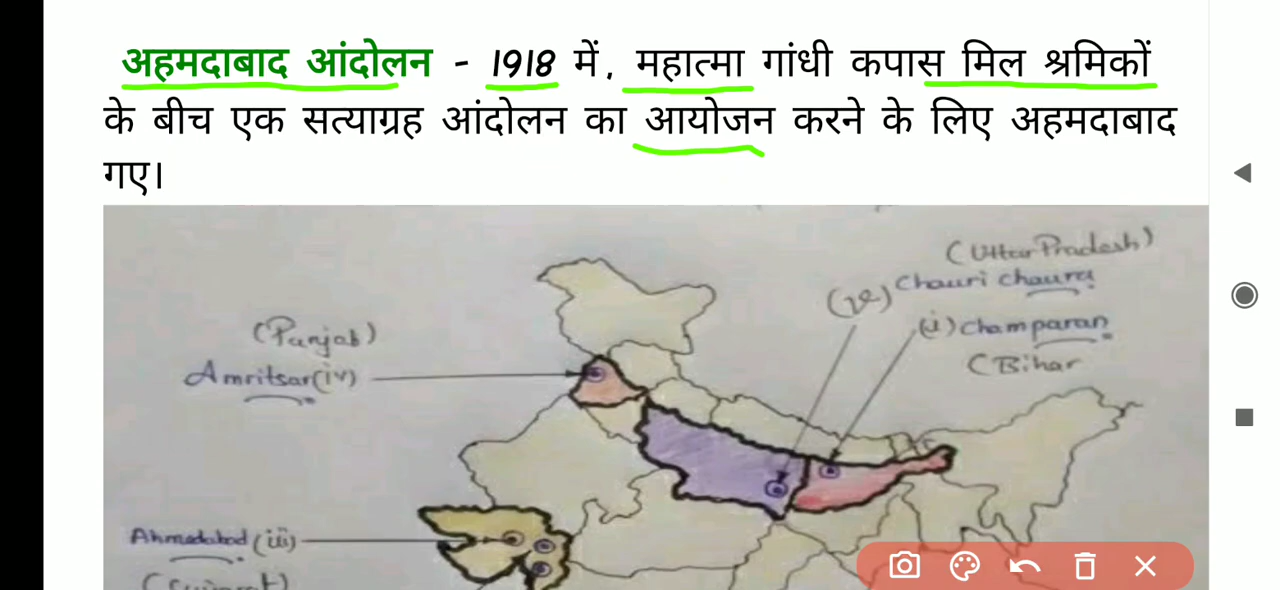 अहमदाबाद आंदोलन - 1918 में, महात्मा गांधी कपास मिल श्रमिकों
के बीच एक सत्याग्रह आंदोलन का आयोजन करने के लिए अहमदाबाद
गए।
(Uttar Pradesh)
Chauri chaura
(i) Champaran
(Bihar
(Panjab)
Amritsar (iv)
Ahmedabad (iii)